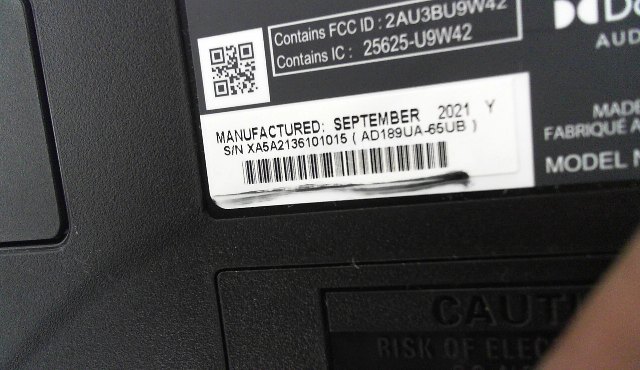 Contains FCC ID : 2AU3BU9W42
Contains IC : 25625-U9W42
AUD
MANUFACTURED: SEPTEMBER 2021 Y
S/N XA5A2136101015 ( AD189UA-65UB )
MADE
FABRIQUÉ A
MODEL N
CAUTI
RISK OF ELEC